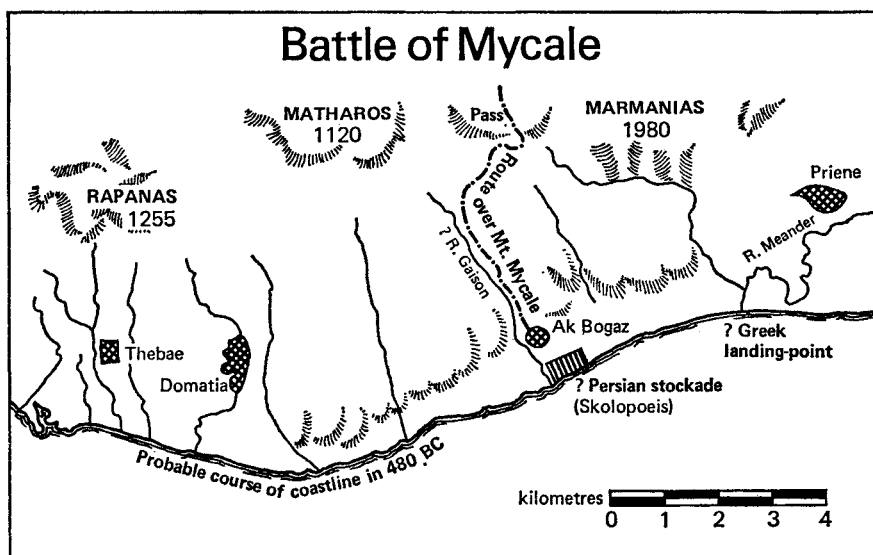 Battle of Mycale
MATHAROS
1120
Pass
MARMANIAS
1980
RAPANAS
1255
Priene
Route over Mt. Mycale
? R. Gaison
R. Meander
Thebae
Domatia
Ak Bogaz
? Greek
landing-point
? Persian stockade
(Skolopoeis)
Probable course of coastline in 480 BC
kilometres
0 1 2 3 4